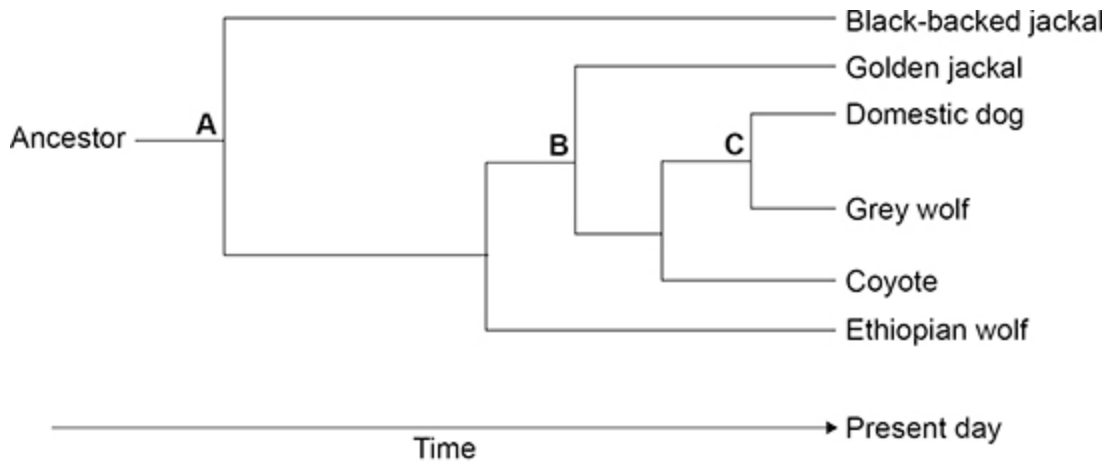 Black-backed jackal
Golden jackal
Domestic dog
A
Ancestor
B
C
Grey wolf
Coyote
Ethiopian wolf
Present day
Time